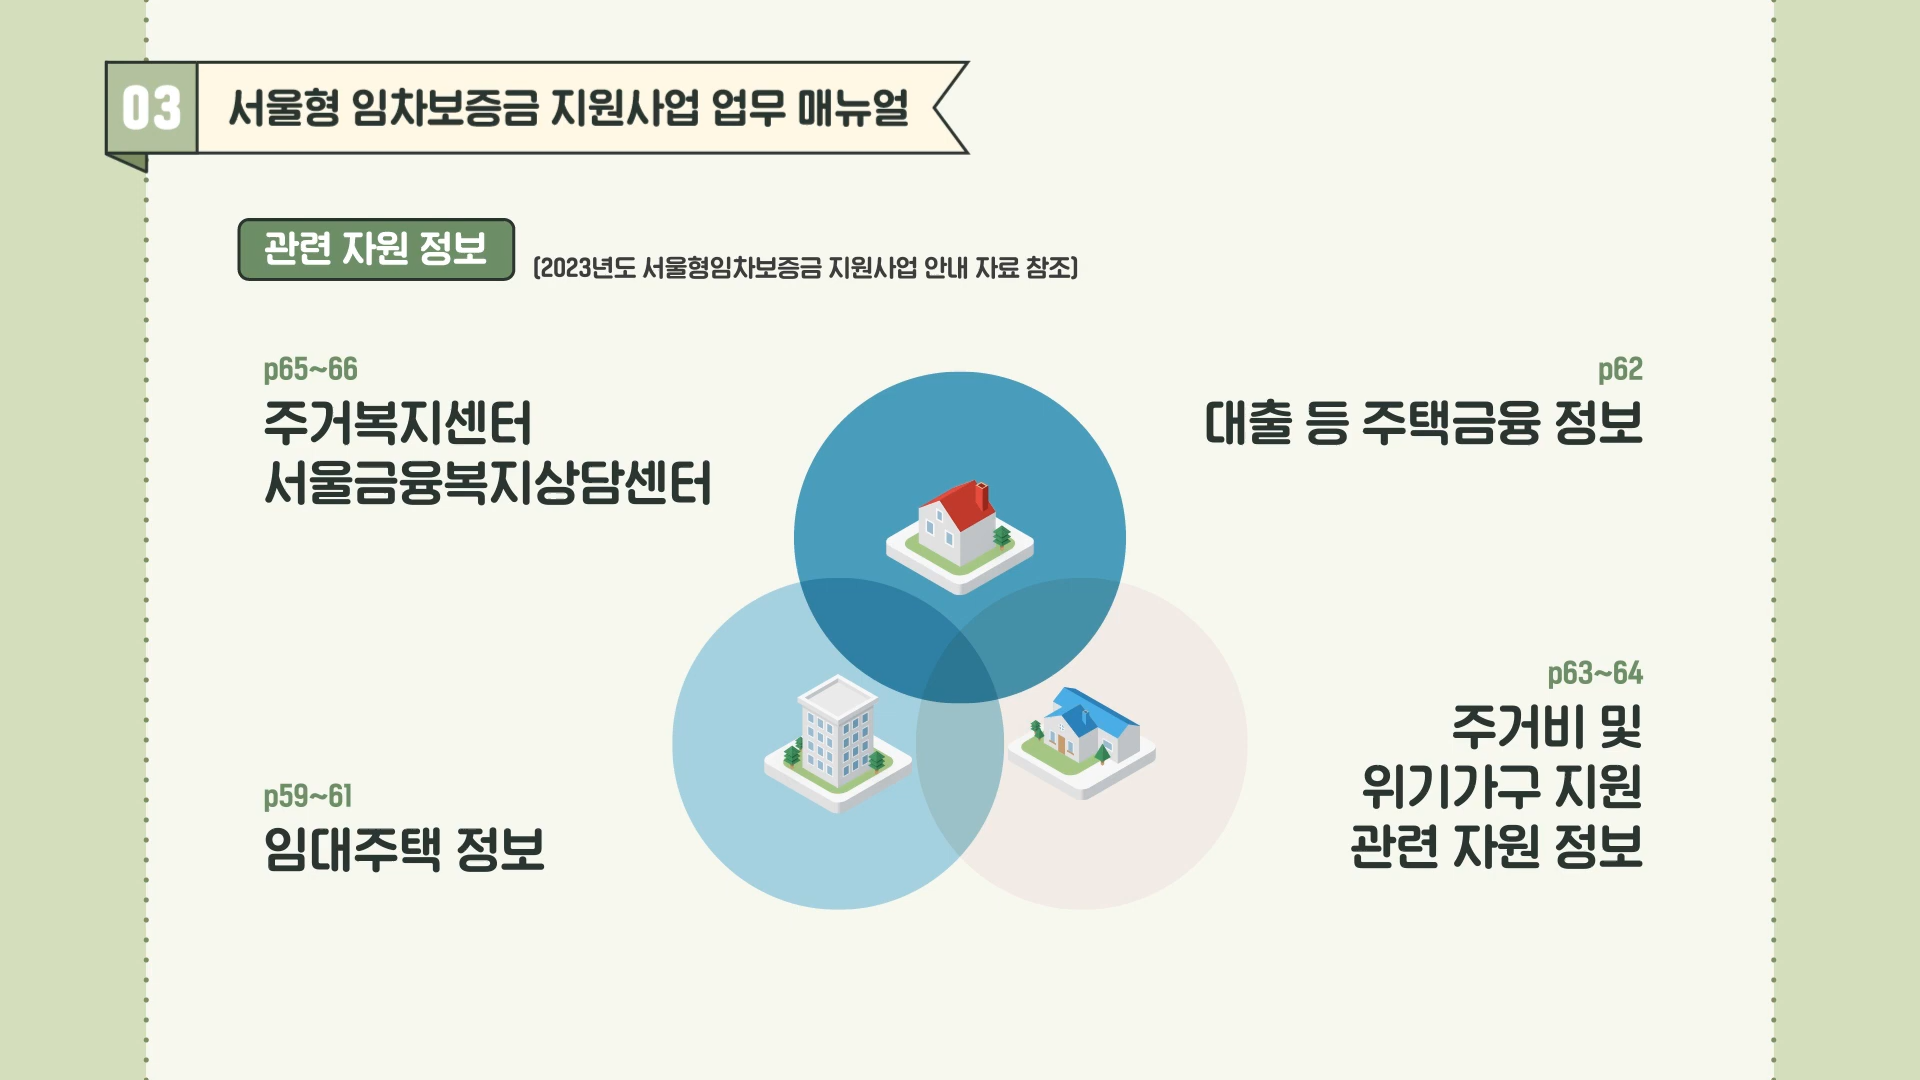 03
서울형 임차보증금 지원사업 업무 매뉴얼
관련 자원 정보
(2023년도 서울형임차보증금 지원사업 안내 자료 참조)
p65~66
주거복지센터
서울금융복지상담센터
p62
대출 등 주택금융 정보
p59~61
임대주택 정보
p63~64
주거비 및
위기가구 지원
관련 자원 정보